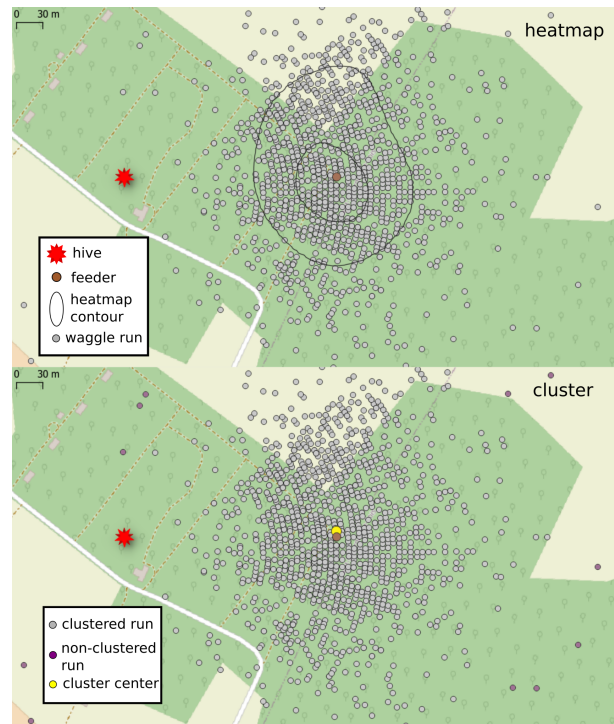 0 30 m
heatmap
hive
feeder
heatmap
contour
waggle run
0 30 m
cluster
clustered run
non-clustered
run
cluster center